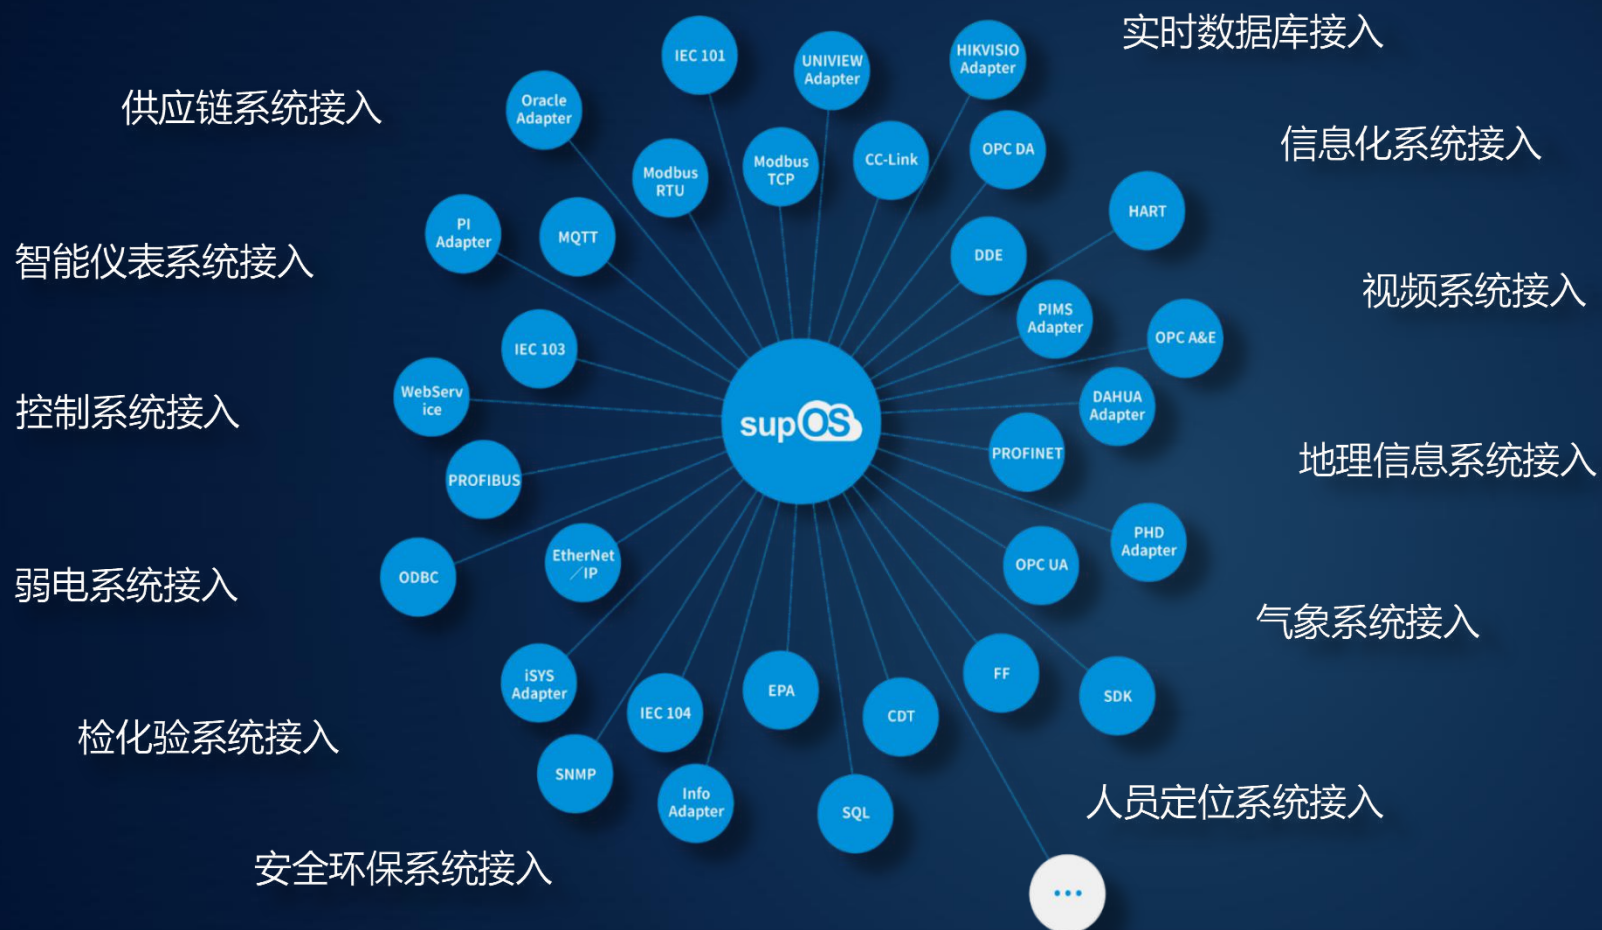 实时数据库接入
IEC 101
UNIVIEW
Adapter
HIKVISIO
Adapter
供应链系统接入
Oracle
Adapter
信息化系统接入
Modbus
RTU
Modbus
TCP
CC-Link
OPC DA
HART
PI
Adapter
MQTT
智能仪表系统接入
DDE
视频系统接入
PIMS
Adapter
OPC A&E
IEC 103
WebServ
ice
控制系统接入
DAHUA
Adapter
supOS
PROFINET
地理信息系统接入
PROFIBUS
PHD
Adapter
EtherNet
／IP
OPC UA
ODBC
弱电系统接入
气象系统接入
iSYS
Adapter
IEC 104
EPA
CDT
FF
SDK
检化验系统接入
SNMP
Info
Adapter
SQL
人员定位系统接入
安全环保系统接入
•••